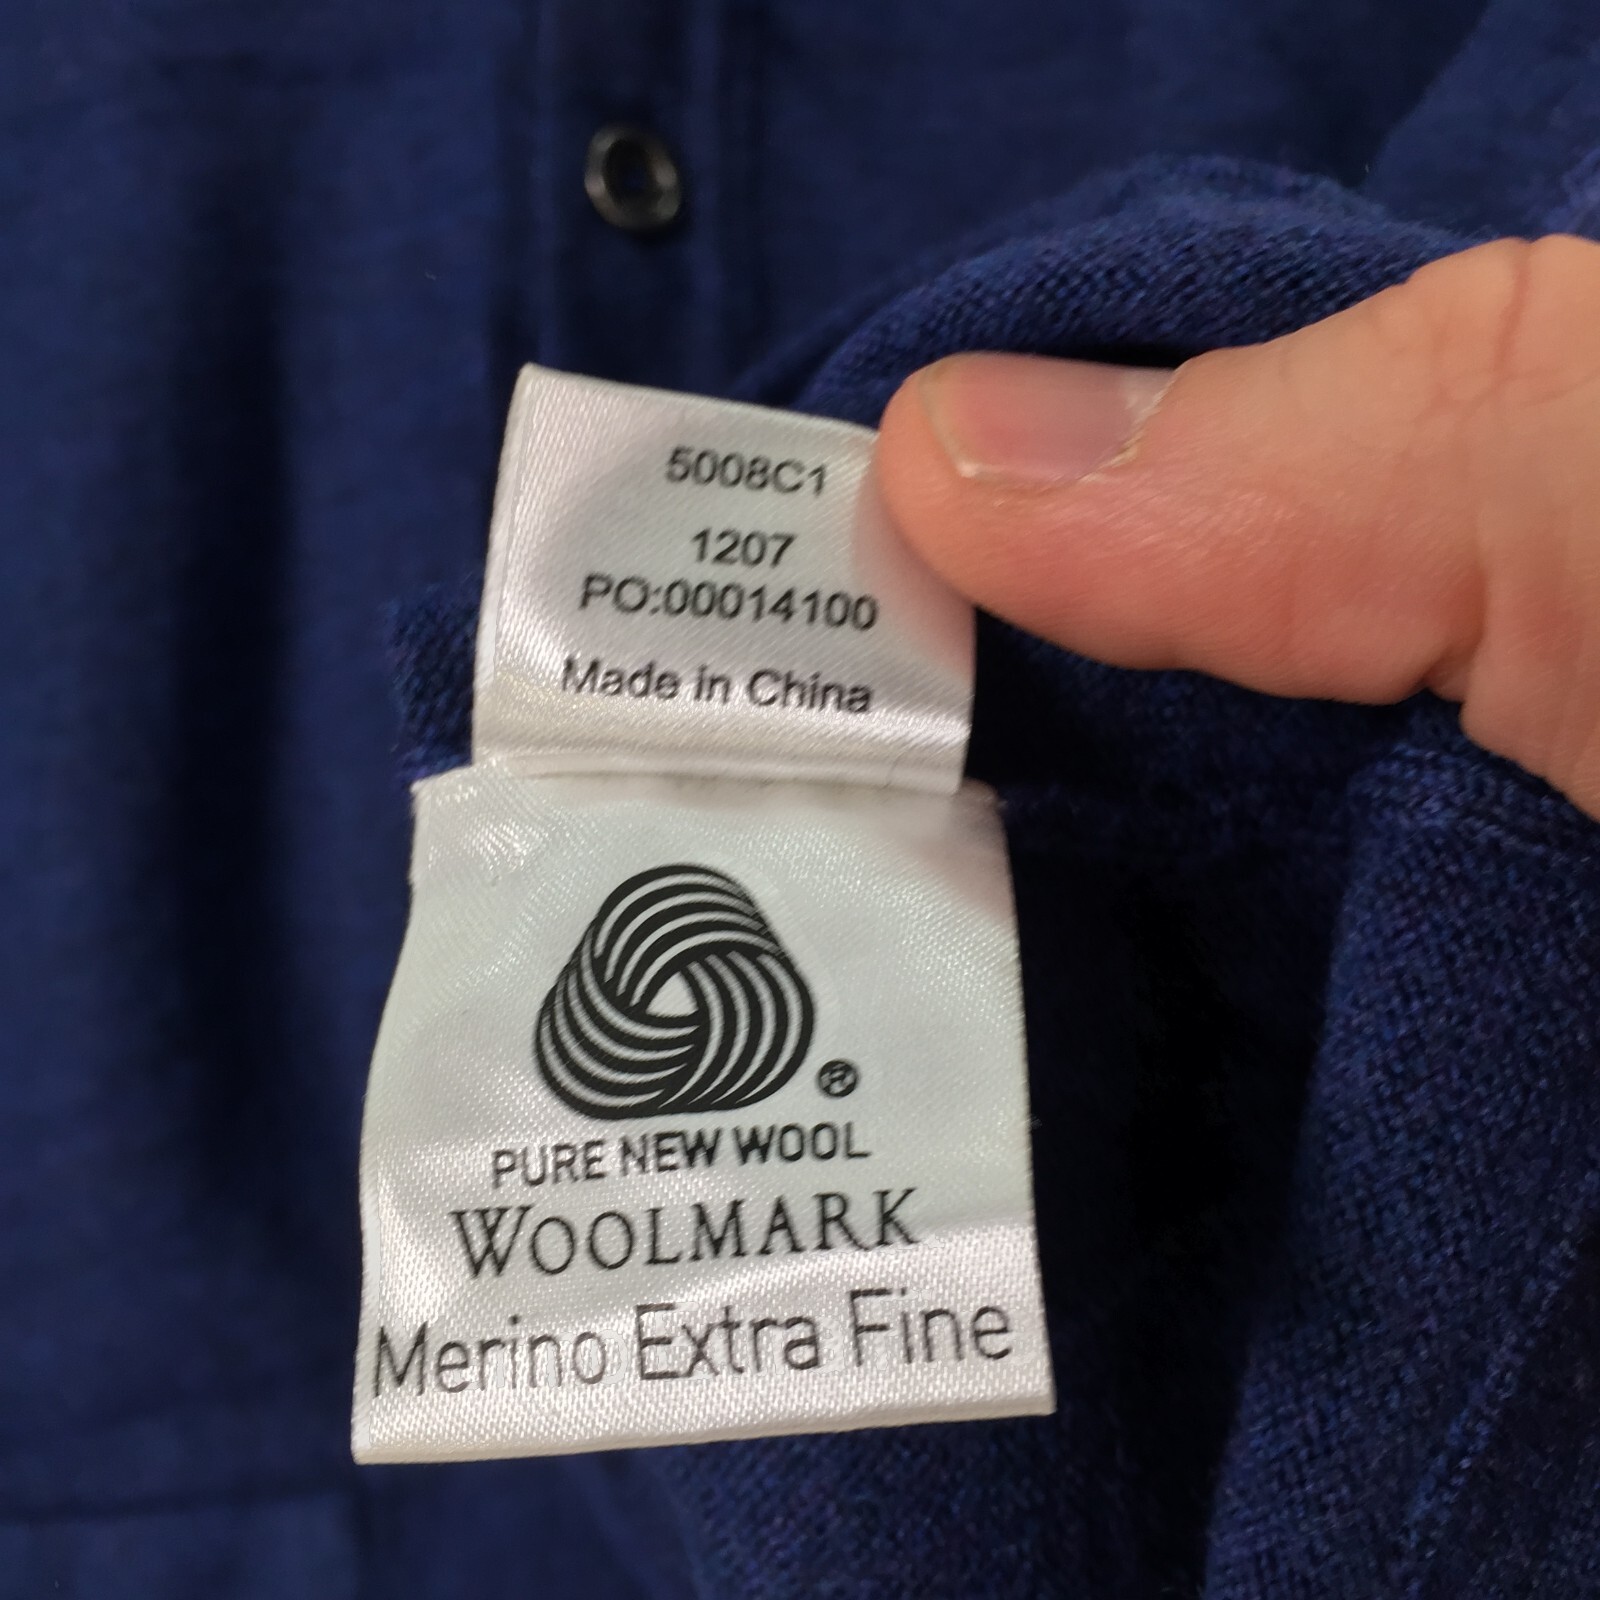 5008C1
1207
PO:00014100
Made in China
®
PURE NEW WOOL
WOOLMARK
Merino Extra Fine